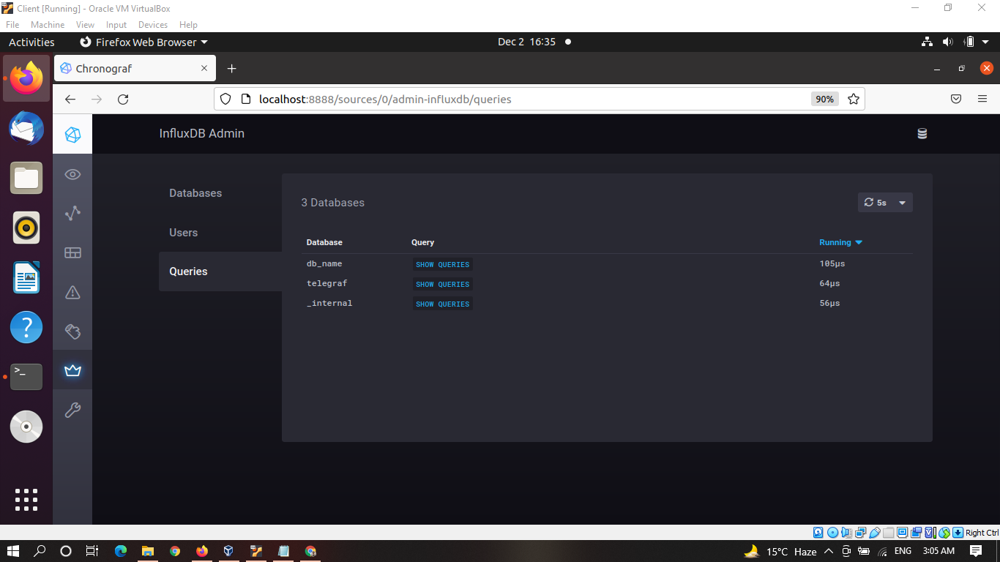 Client [Running] - Oracle VM VirtualBox
File Machine View Input Devices Help
Activities Firefox Web Browser Dec 2 16:35
Chronograf
localhost:8888/sources/0/admin-influxdb/queries 90%
InfluxDB Admin
Databases
Users
Queries
3 Databases 5s
Database Query Running
db_name SHOW QUERIES 105µs
telegraf SHOW QUERIES 64µs
_internal SHOW QUERIES 56µs
Right Ctrl
15°C Haze ENG 3:05 AM